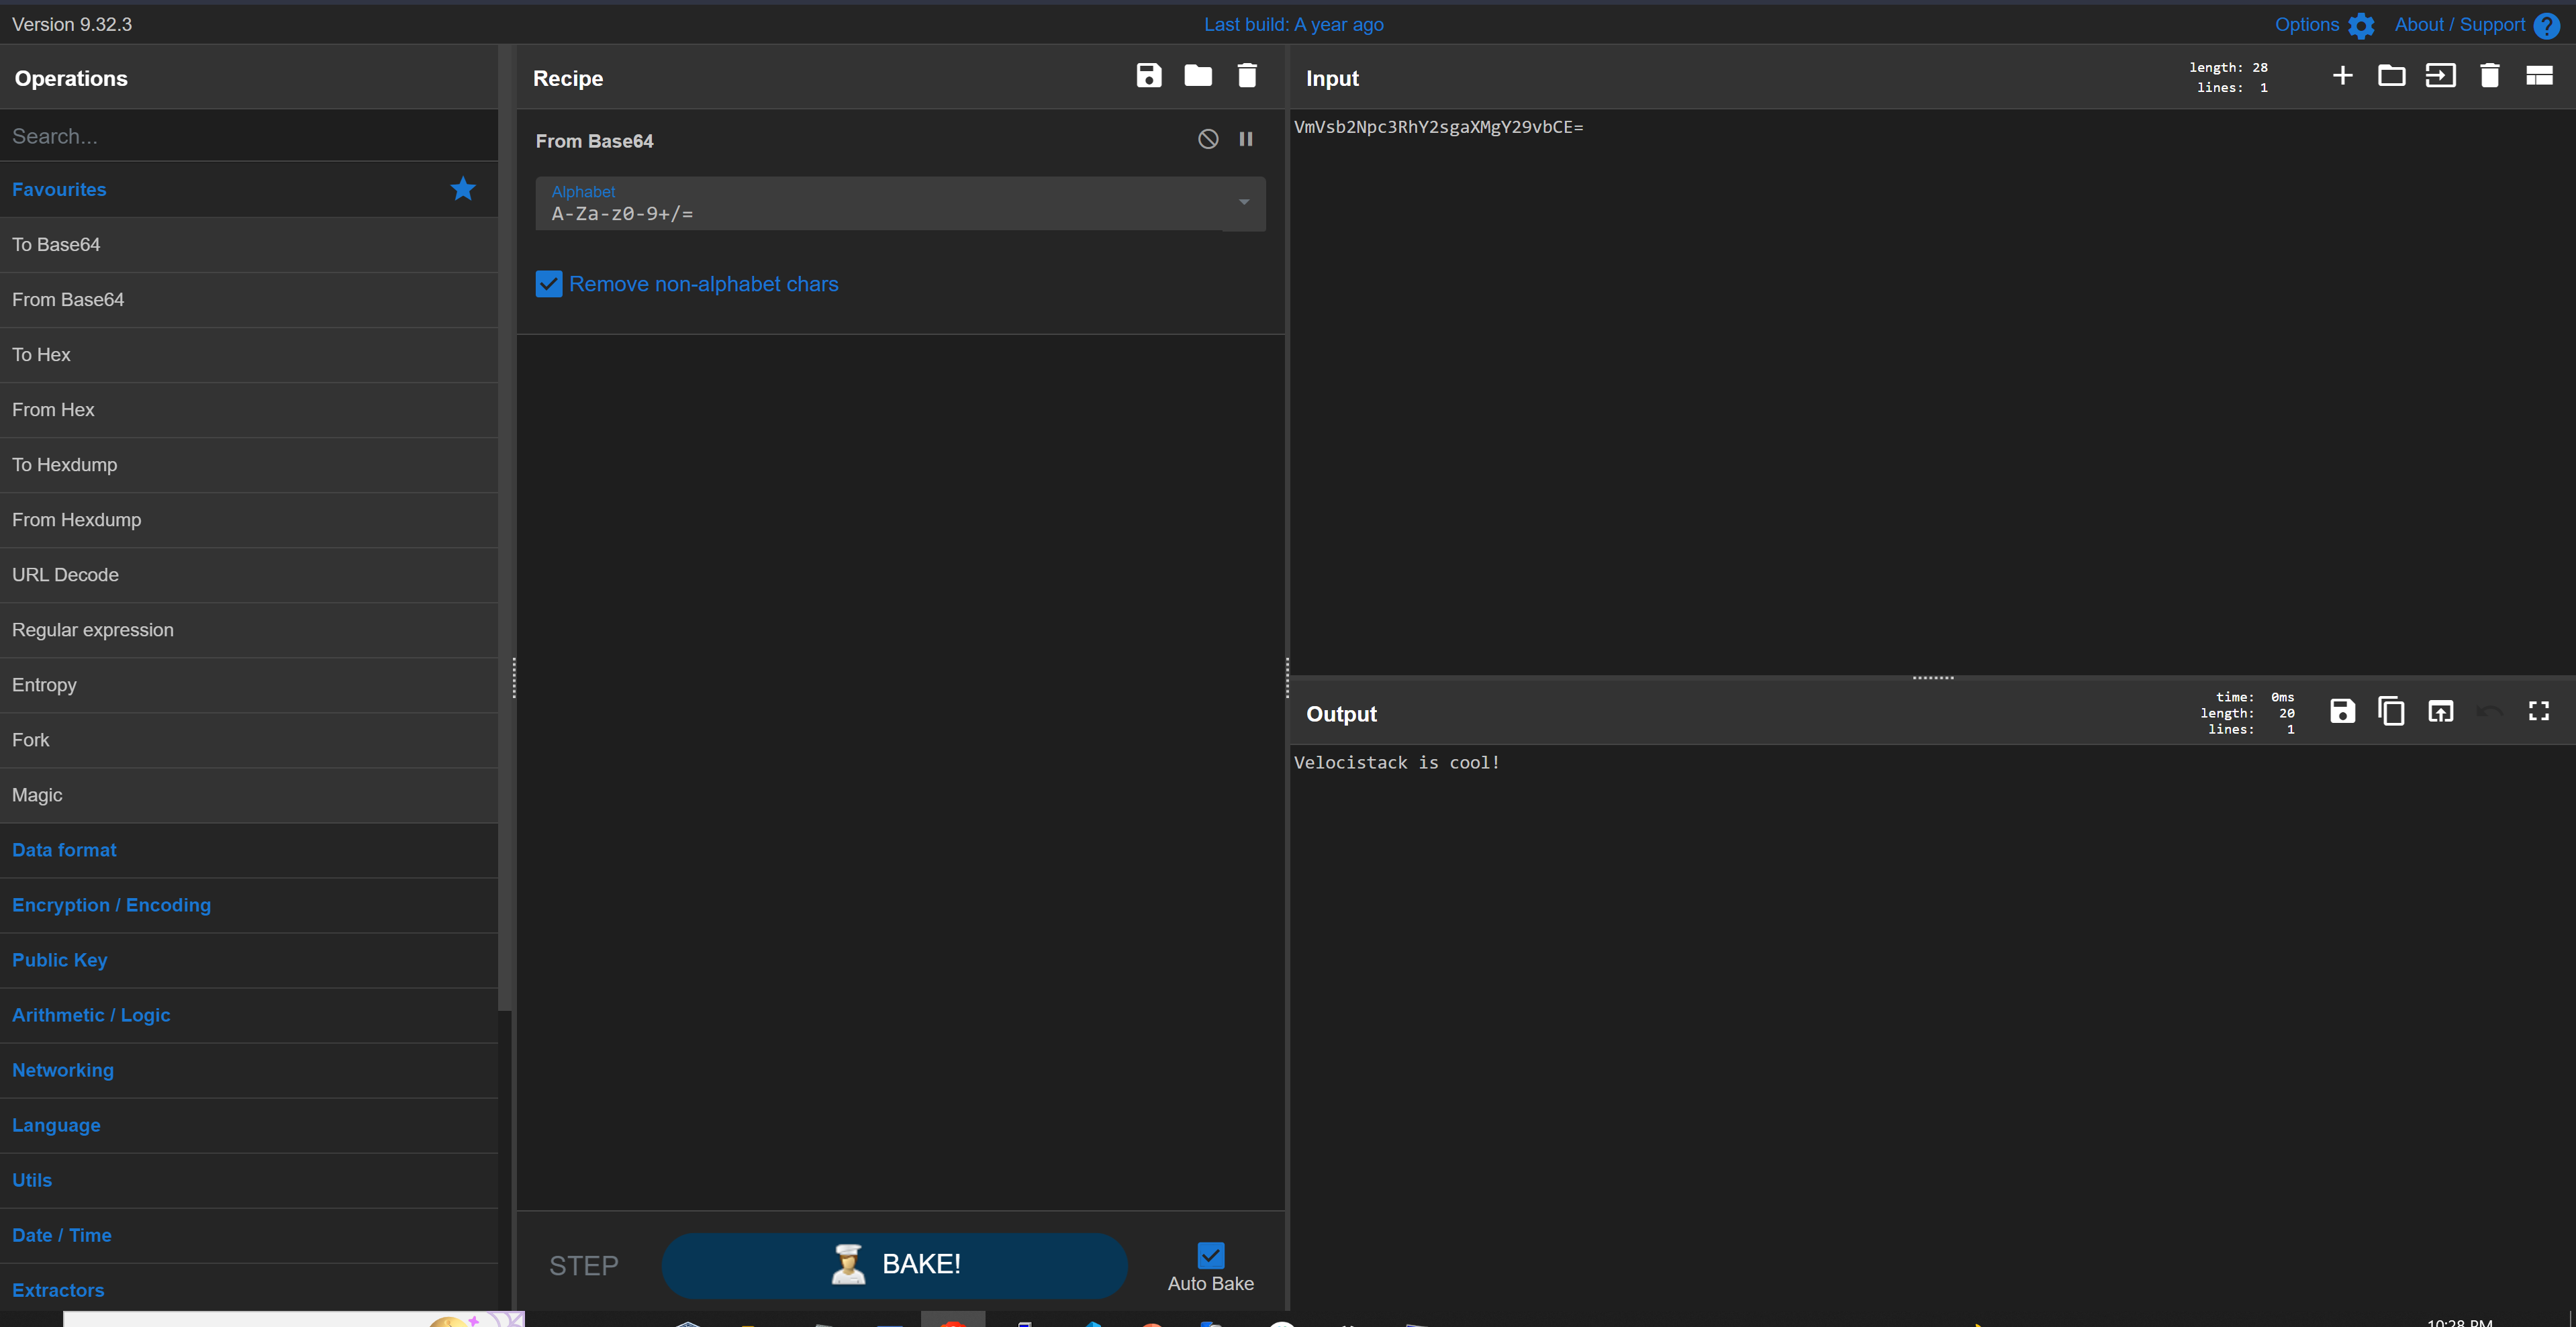 Version 9.32.3
Last build: A year ago
Options
About / Support
Operations
Search...
Favourites
To Base64
From Base64
To Hex
From Hex
To Hexdump
From Hexdump
URL Decode
Regular expression
Entropy
Fork
Magic
Data format
Encryption / Encoding
Public Key
Arithmetic / Logic
Networking
Language
Utils
Date / Time
Extractors
Recipe
From Base64
Alphabet
A-Za-z0-9+/=
Remove non-alphabet chars
STEP
BAKE!
Auto Bake
Input
length: 28
lines: 1
VmVsb2Npc3RhY2sgaXMgY29vbCE=
Output
time: 0ms
length: 20
lines: 1
Velocistack is cool!
10:28 PM